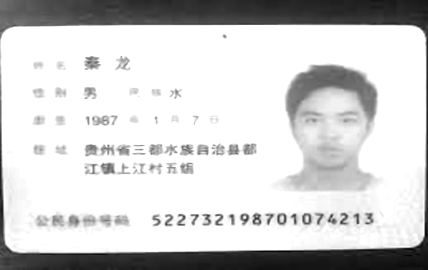 姓名 秦龙
性别 男 民族 水
出生 1987 年 1 月 7 日
住址 贵州省三都水族自治县都
江镇上江村五组
公民身份号码 522732198701074213